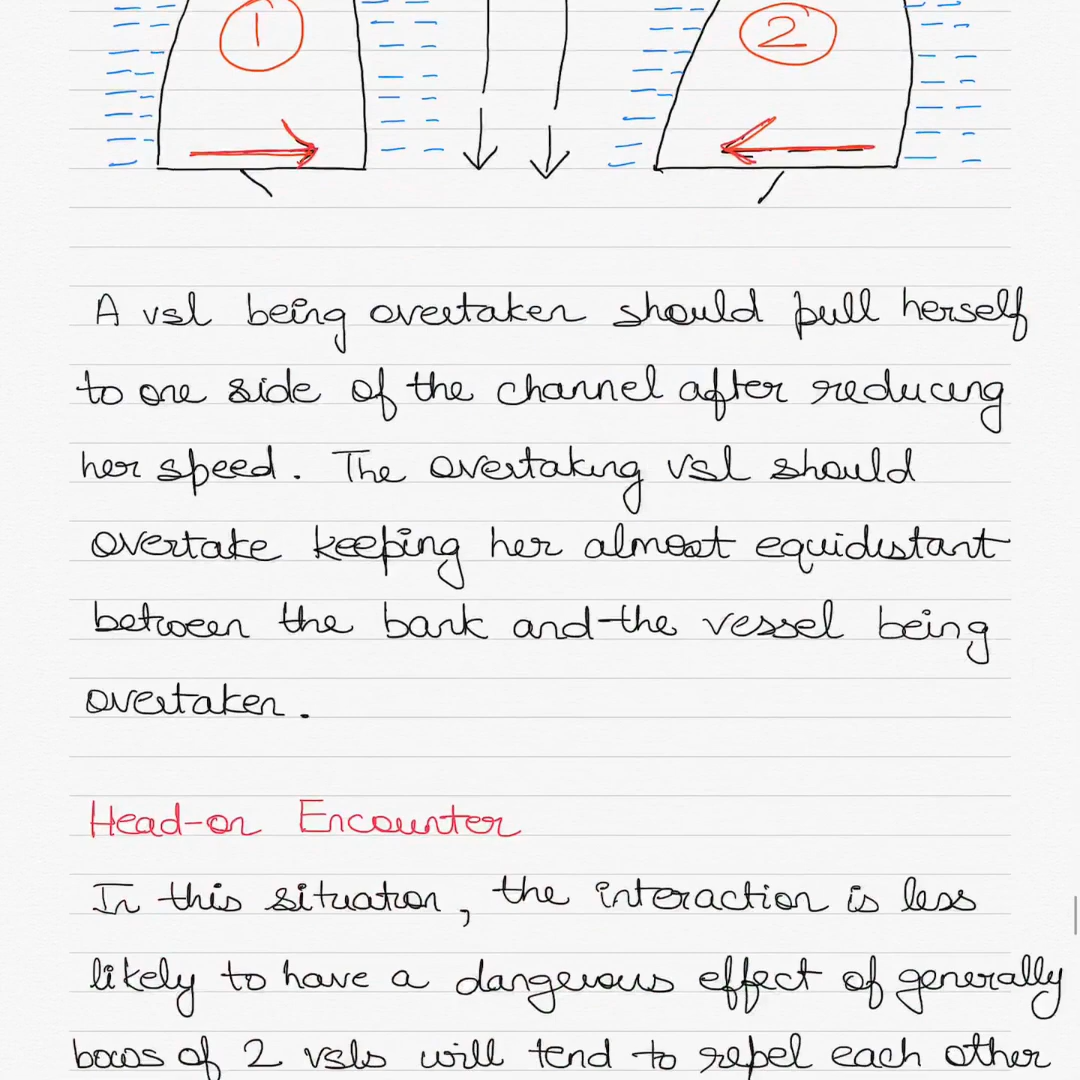 1 2
A vsl being overtaken should pull herself
to one side of the channel after reducing
her speed. The overtaking vsl should
overtake keeping her almost equidistant
between the bank and the vessel being
overtaken.
Head-on Encounter
In this situation, the interaction is less
likely to have a dangerous effect of generally
bows of 2 vsls will tend to repel each other